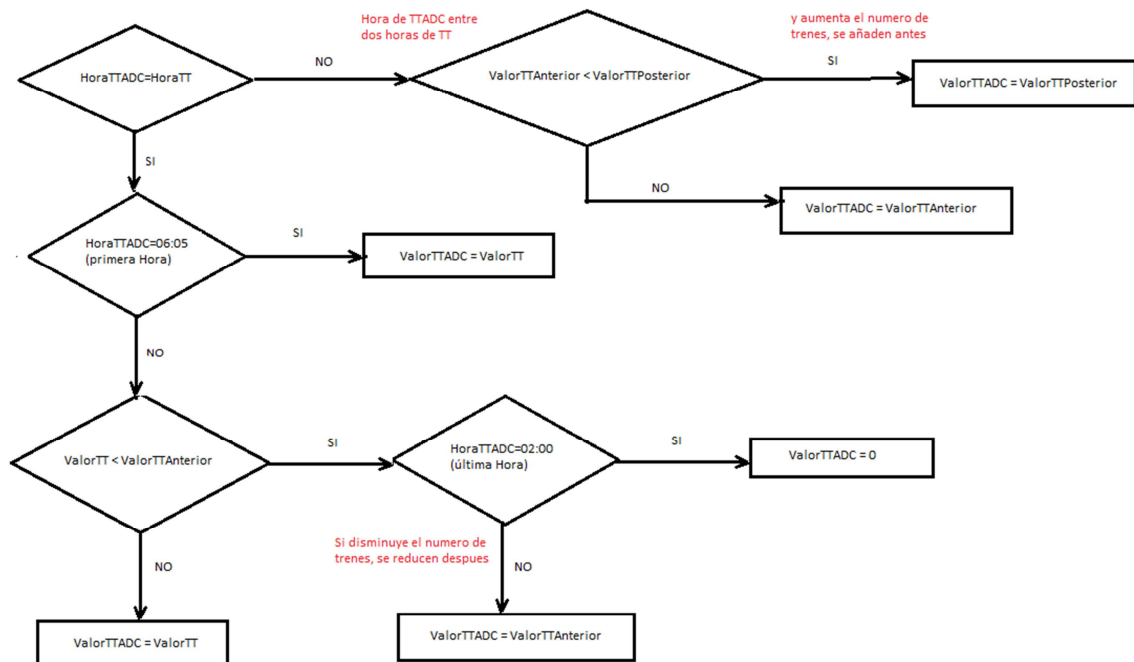 Hora de TTADC entre
dos horas de TT
y aumenta el numero de
trenes, se añaden antes
HoraTTADC=HoraTT
NO
ValorTTAnterior < ValorTTPosterior
SI
ValorTTADC = ValorTTPosterior
SI
NO
ValorTTADC = ValorTTAnterior
HoraTTADC=06:05
(primera Hora)
SI
ValorTTADC = ValorTT
NO
ValorTT < ValorTTAnterior
SI
HoraTTADC=02:00
(última Hora)
SI
ValorTTADC = 0
Si disminuye el numero de
trenes, se reducen despues
NO
NO
ValorTTADC = ValorTT
ValorTTADC = ValorTTAnterior